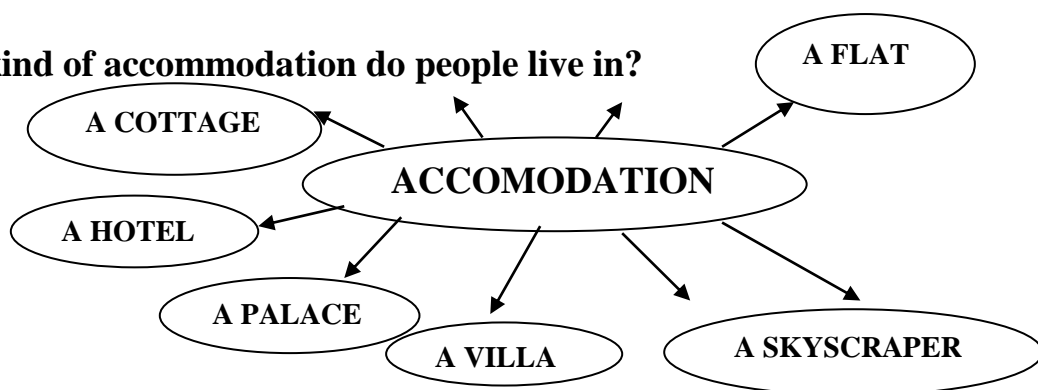 kind of accommodation do people live in?
A FLAT
A COTTAGE
ACCOMODATION
A HOTEL
A PALACE
A VILLA
A SKYSCRAPER